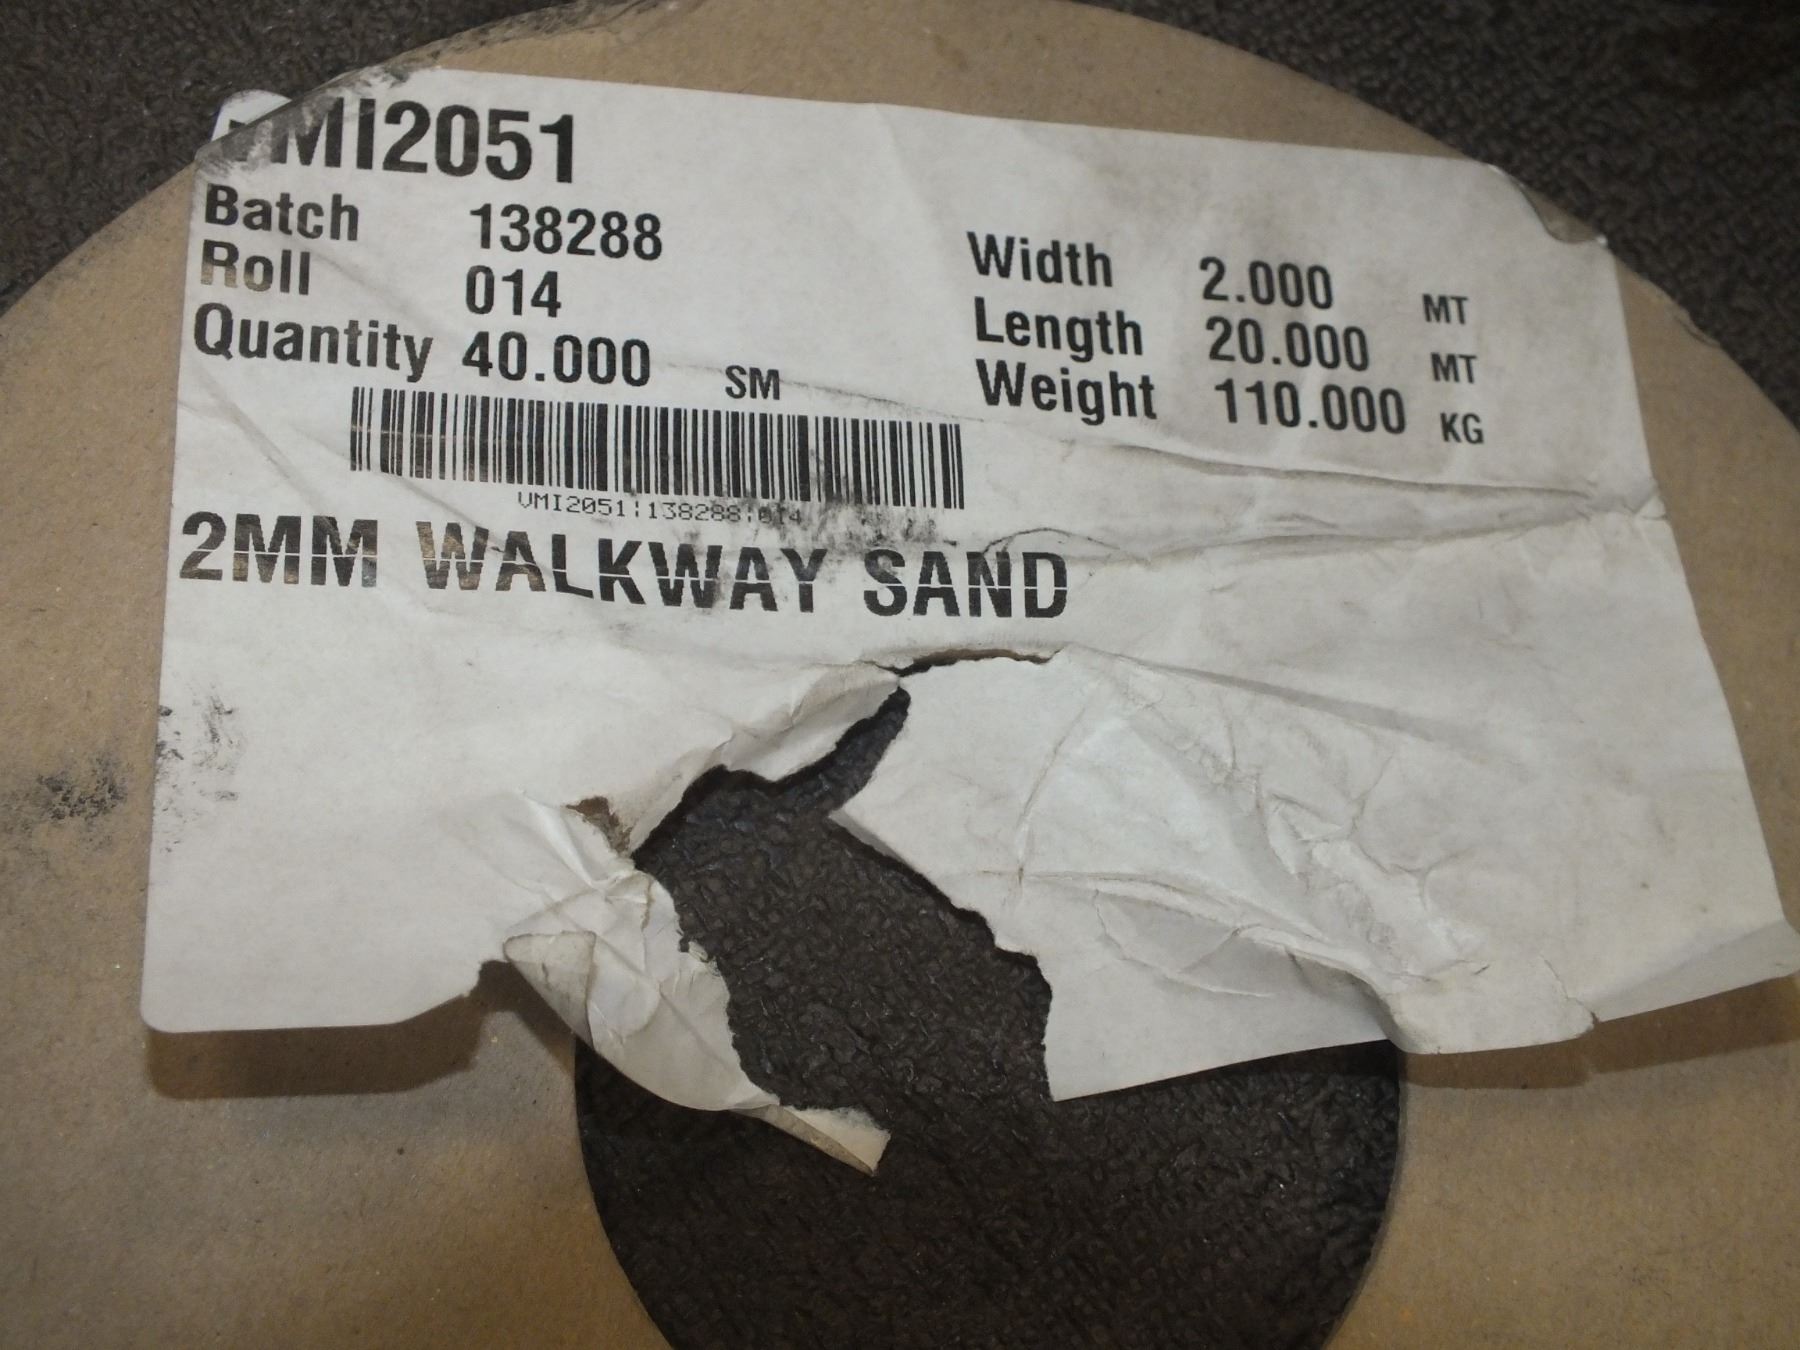 VMI2051
Batch 138288
Roll 014
Quantity 40.000 SM
Width 2.000 MT
Length 20.000 MT
Weight 110.000 KG
VMI2051:138288:014
2MM WALKWAY SAND